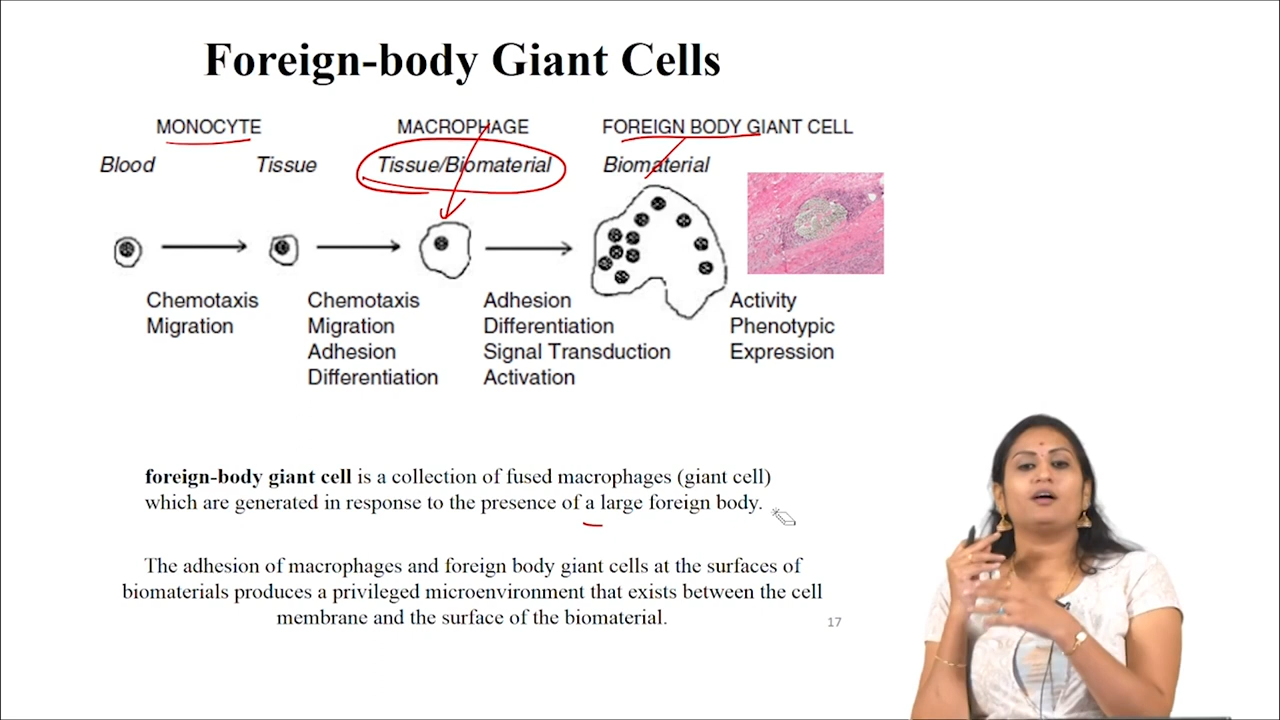 Foreign-body Giant Cells
MONOCYTE MACROPHAGE FOREIGN BODY GIANT CELL
Blood Tissue Tissue/Biomaterial Biomaterial
Chemotaxis Chemotaxis Adhesion Activity
Migration Migration Differentiation Phenotypic
Adhesion Signal Transduction Expression
Differentiation Activation
foreign-body giant cell is a collection of fused macrophages (giant cell)
which are generated in response to the presence of a large foreign body.
The adhesion of macrophages and foreign body giant cells at the surfaces of
biomaterials produces a privileged microenvironment that exists between the cell
membrane and the surface of the biomaterial.
17